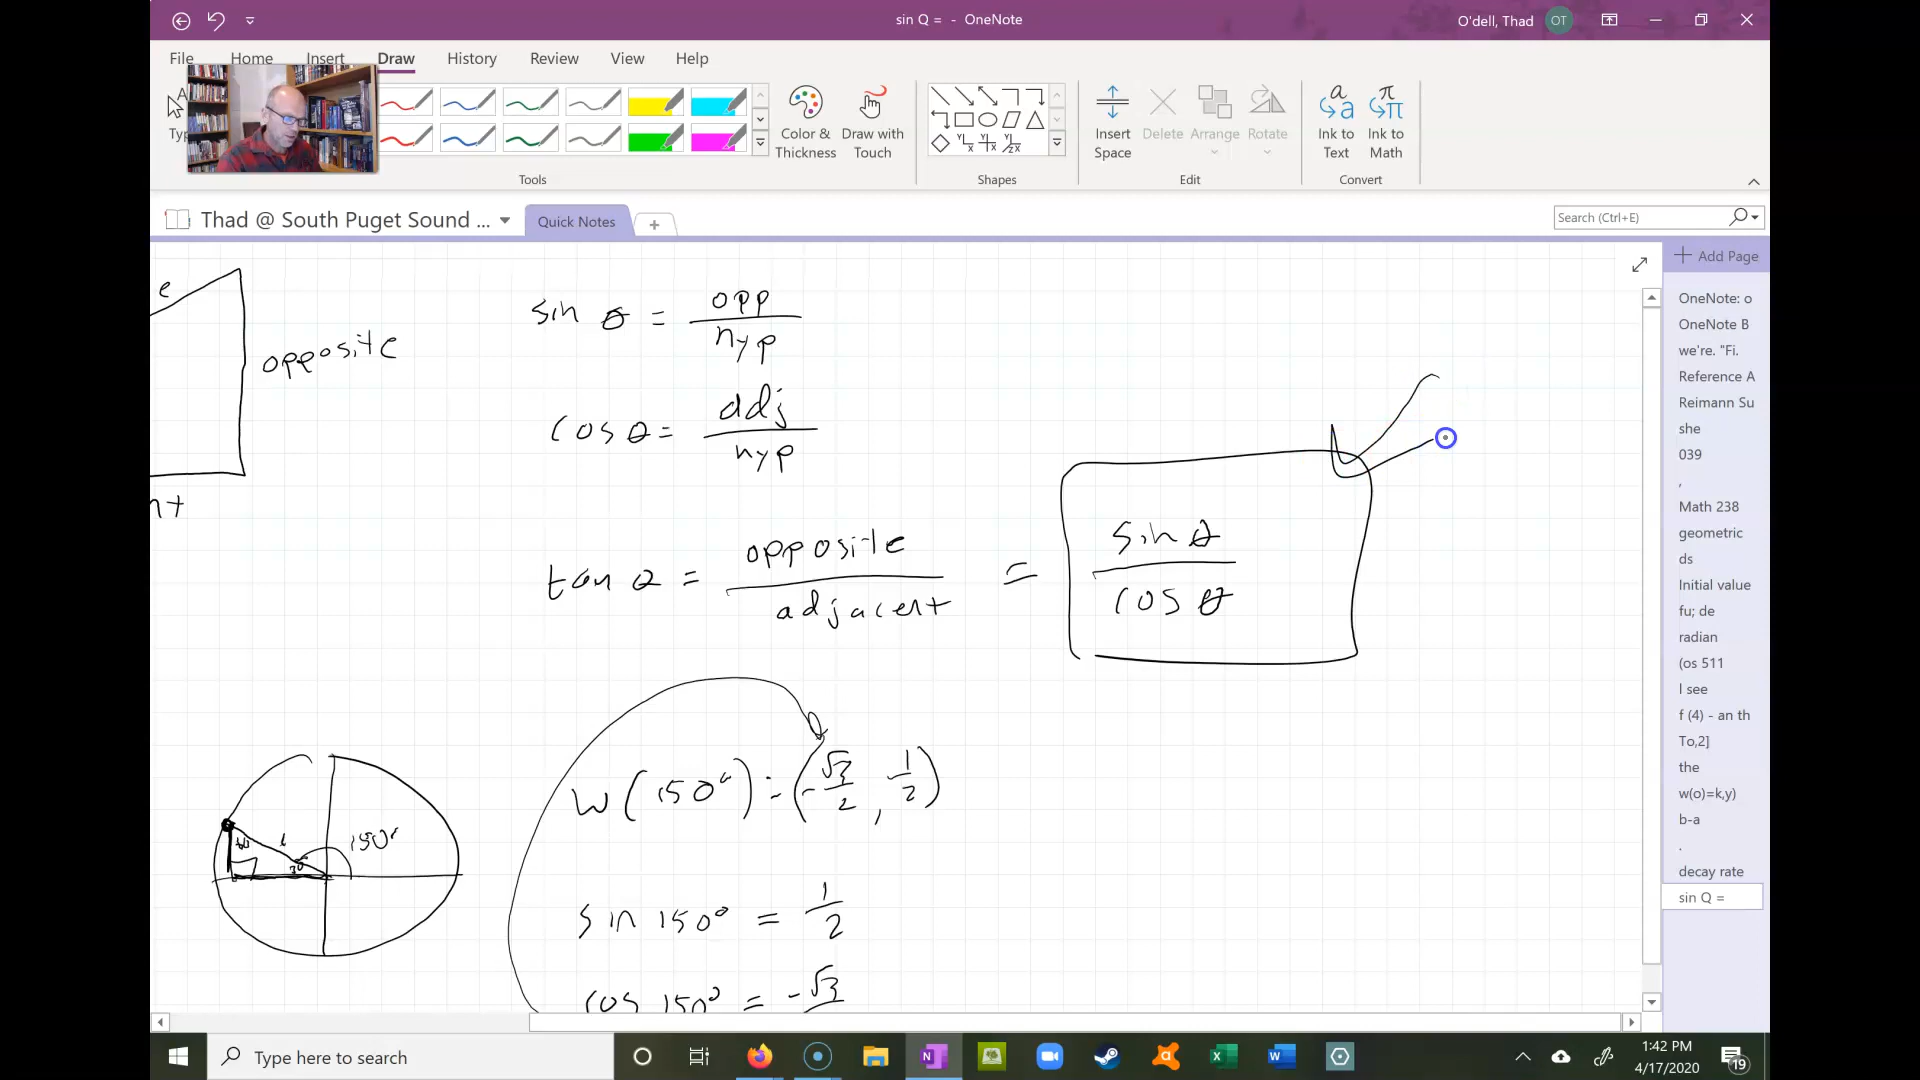 sin Q = - OneNote
O'dell, Thad OT
File Home Insert Draw History Review View Help
Color & Thickness
Draw with Touch
Insert Space
Delete
Arrange
Rotate
Ink to Text
Ink to Math
Tools
Shapes
Edit
Convert
Thad @ South Puget Sound ...
Quick Notes
Search (Ctrl+E)
Add Page
OneNote: o
OneNote B
we're. "Fi.
Reference A
Reimann Su
she
039
,
Math 238
geometric
ds
Initial value
fu; de
radian
(os 511
I see
f (4) - an th
To,2]
the
w(o)=k,y)
b-a
.
decay rate
sin Q =
e
opposite
nt
sin θ = opp / hyp
cos θ = adj / hyp
tan θ = opposite / adjacent = sin θ / cos θ
150°
30°
W(150°) = (-√3/2, 1/2)
sin 150° = 1/2
cos 150° = -√3
Type here to search
1:42 PM
4/17/2020
19